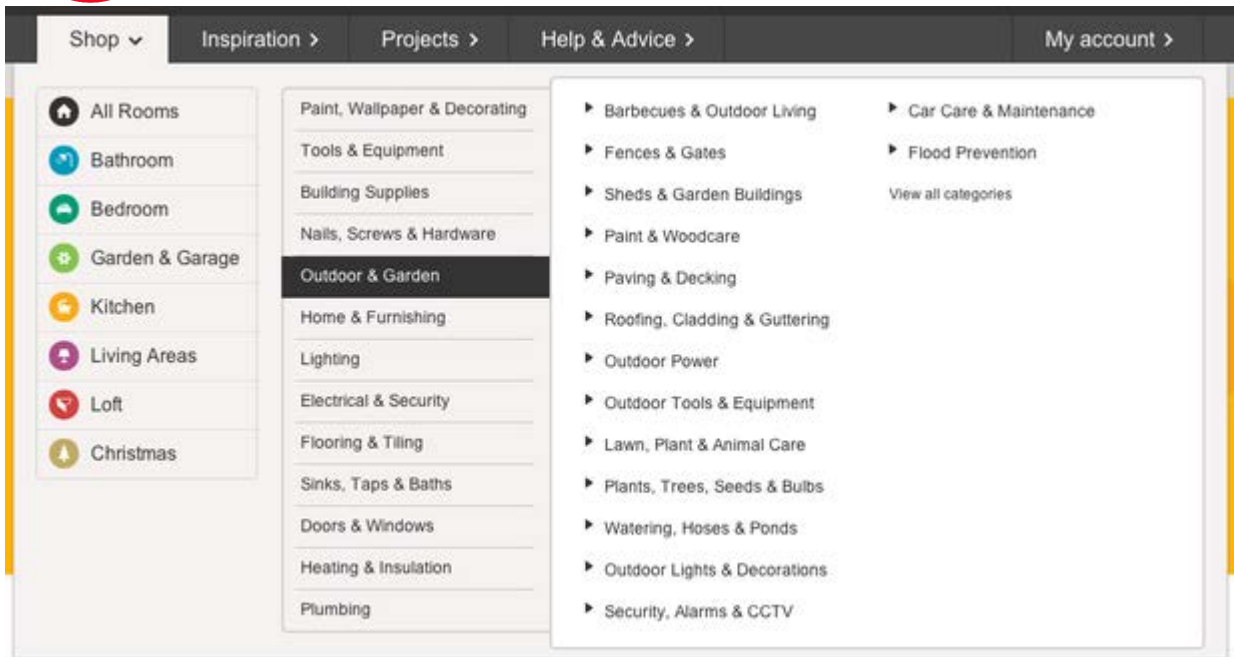 Shop
Inspiration >
Projects >
Help & Advice >
My account >
All Rooms
Bathroom
Bedroom
Garden & Garage
Kitchen
Living Areas
Loft
Christmas
Paint, Wallpaper & Decorating
Tools & Equipment
Building Supplies
Nails, Screws & Hardware
Outdoor & Garden
Home & Furnishing
Lighting
Electrical & Security
Flooring & Tiling
Sinks, Taps & Baths
Doors & Windows
Heating & Insulation
Plumbing
Barbecues & Outdoor Living
Fences & Gates
Sheds & Garden Buildings
Paint & Woodcare
Paving & Decking
Roofing, Cladding & Guttering
Outdoor Power
Outdoor Tools & Equipment
Lawn, Plant & Animal Care
Plants, Trees, Seeds & Bulbs
Watering, Hoses & Ponds
Outdoor Lights & Decorations
Security, Alarms & CCTV
Car Care & Maintenance
Flood Prevention
View all categories